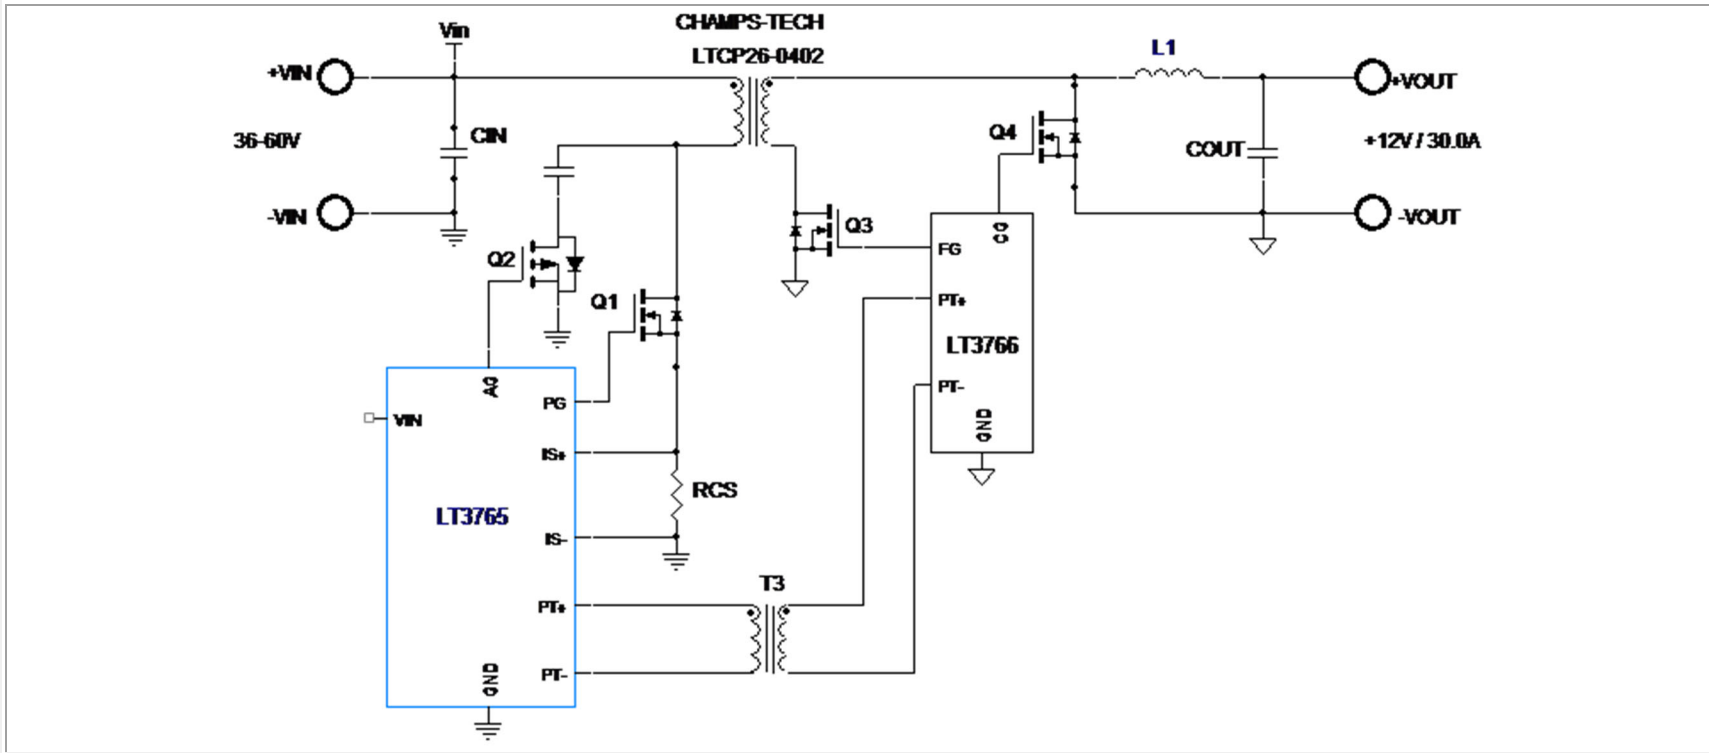 CHAMPS-TECH
LTCP26-0402
Vin
L1
+VIN
+VOUT
36-60V
CIN
Q4
COUT
+12V / 30.0A
-VIN
-VOUT
Q2
Q3
CG
FG
Q1
PT+
LT3766
PT-
GND
AG
PG
VIN
IS+
RCS
LT3765
IS-
T3
PT+
PT-
GND